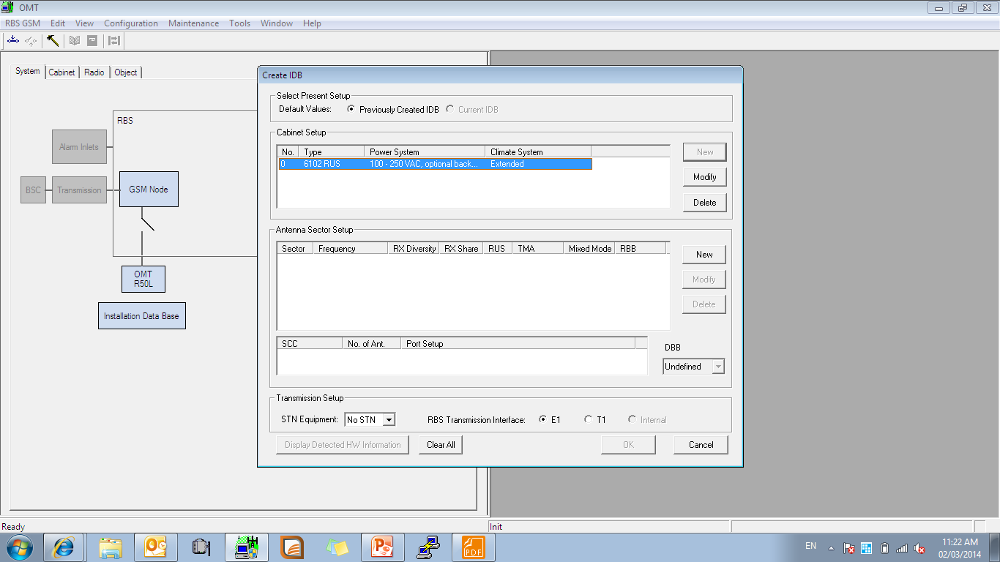 OMT
RBS GSM Edit View Configuration Maintenance Tools Window Help
System Cabinet Radio Object
RBS
Alarm Inlets
BSC
Transmission
GSM Node
OMT
R50L
Installation Data Base
Create IDB
Select Present Setup
Default Values: Previously Created IDB Current IDB
Cabinet Setup
No. Type Power System Climate System
0 6102 RUS 100 - 250 VAC, optional back... Extended
New
Modify
Delete
Antenna Sector Setup
Sector Frequency RX Diversity RX Share RUS TMA Mixed Mode RBB
New
Modify
Delete
SCC No. of Ant. Port Setup
DBB
Undefined
Transmission Setup
STN Equipment: No STN RBS Transmission Interface: E1 T1 Internal
Display Detected HW Information Clear All OK Cancel
Ready Init
PDF
EN
11:22 AM
02/03/2014